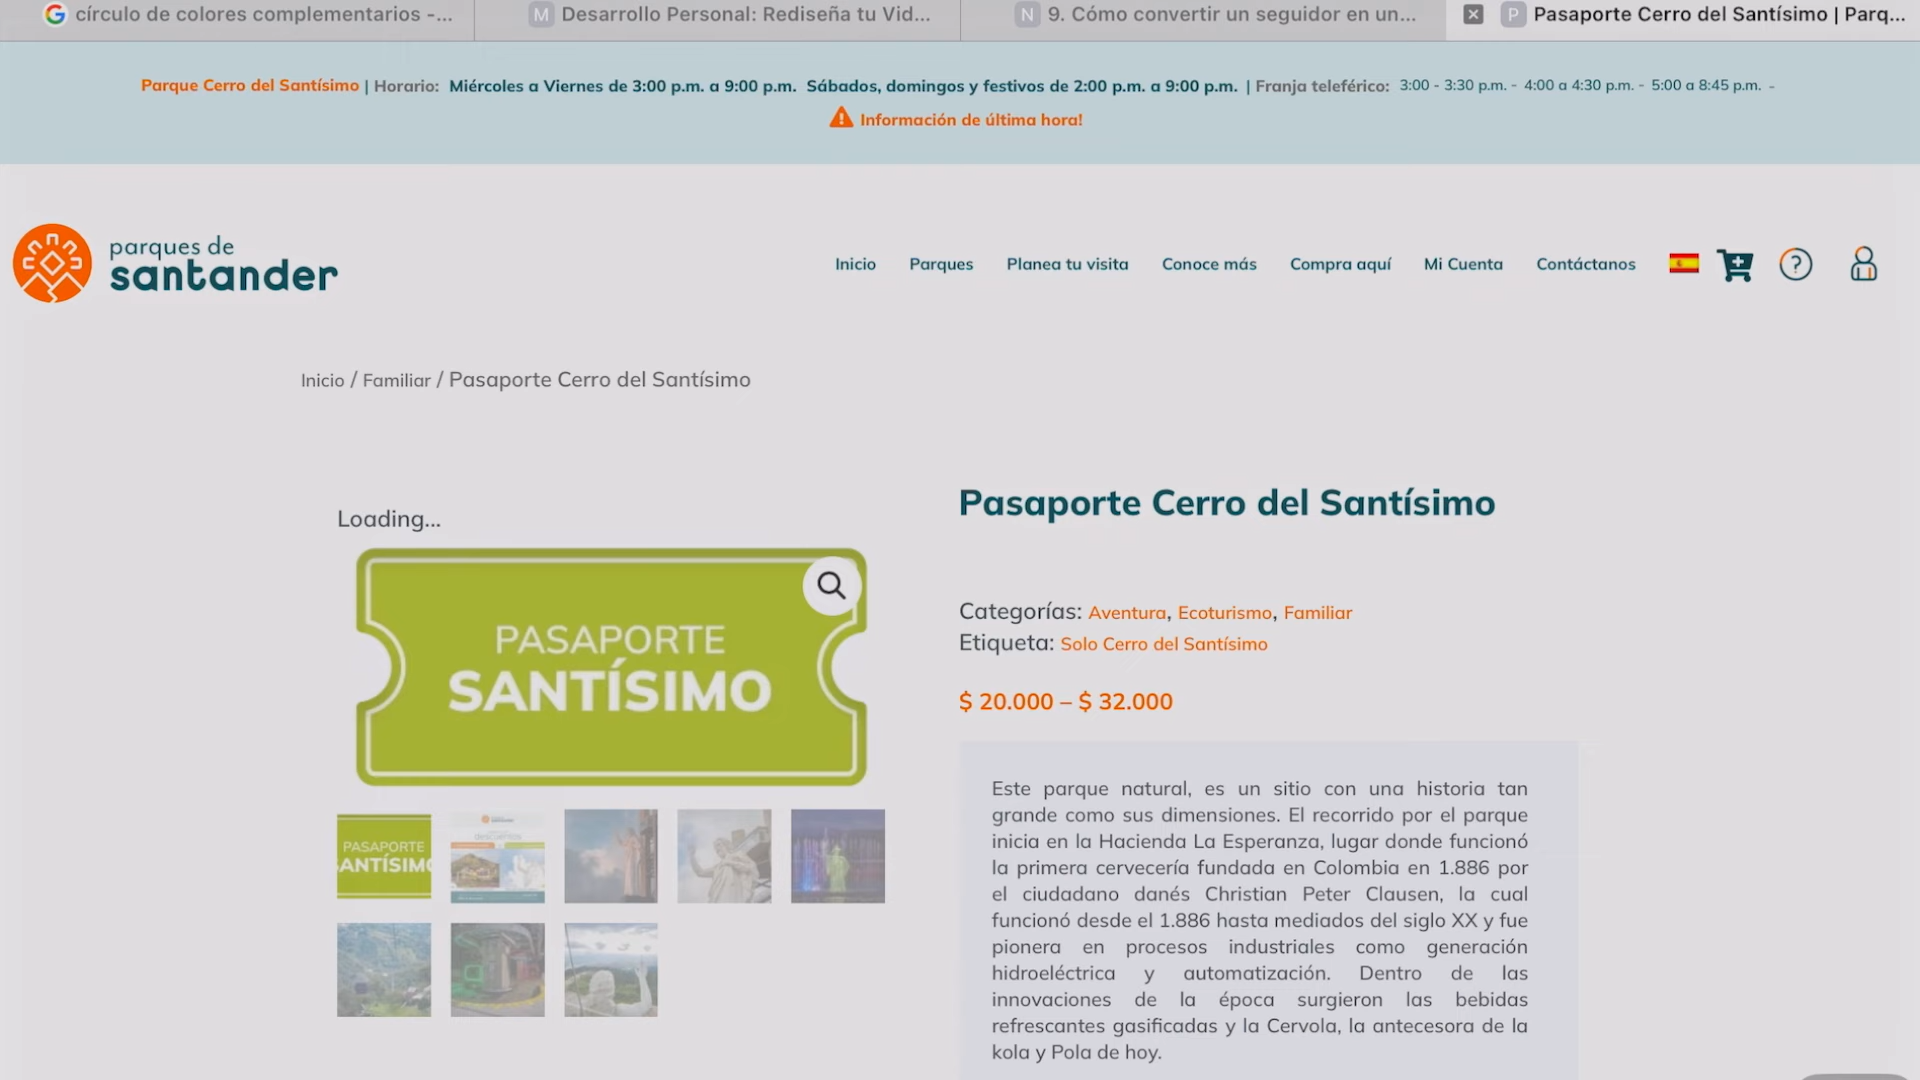 círculo de colores complementarios -...
M Desarrollo Personal: Rediseña tu Vid...
N 9. Cómo convertir un seguidor en un...
P Pasaporte Cerro del Santísimo | Parq...
Parque Cerro del Santísimo | Horario: Miércoles a Viernes de 3:00 p.m. a 9:00 p.m. Sábados, domingos y festivos de 2:00 p.m. a 9:00 p.m. | Franja teleférico: 3:00 - 3:30 p.m. - 4:00 a 4:30 p.m. - 5:00 a 8:45 p.m. -
Información de última hora!
parques de
santander
Inicio Parques Planea tu visita Conoce más Compra aquí Mi Cuenta Contáctanos
Inicio / Familiar / Pasaporte Cerro del Santísimo
Loading...
PASAPORTE
SANTÍSIMO
PASAPORTE
SANTÍSIMO
santander
descuentos
Pasaporte Cerro del Santísimo
Categorías: Aventura, Ecoturismo, Familiar
Etiqueta: Solo Cerro del Santísimo
$ 20.000 – $ 32.000
Este parque natural, es un sitio con una historia tan
grande como sus dimensiones. El recorrido por el parque
inicia en la Hacienda La Esperanza, lugar donde funcionó
la primera cervecería fundada en Colombia en 1.886 por
el ciudadano danés Christian Peter Clausen, la cual
funcionó desde el 1.886 hasta mediados del siglo XX y fue
pionera en procesos industriales como generación
hidroeléctrica y automatización. Dentro de las
innovaciones de la época surgieron las bebidas
refrescantes gasificadas y la Cervola, la antecesora de la
kola y Pola de hoy.